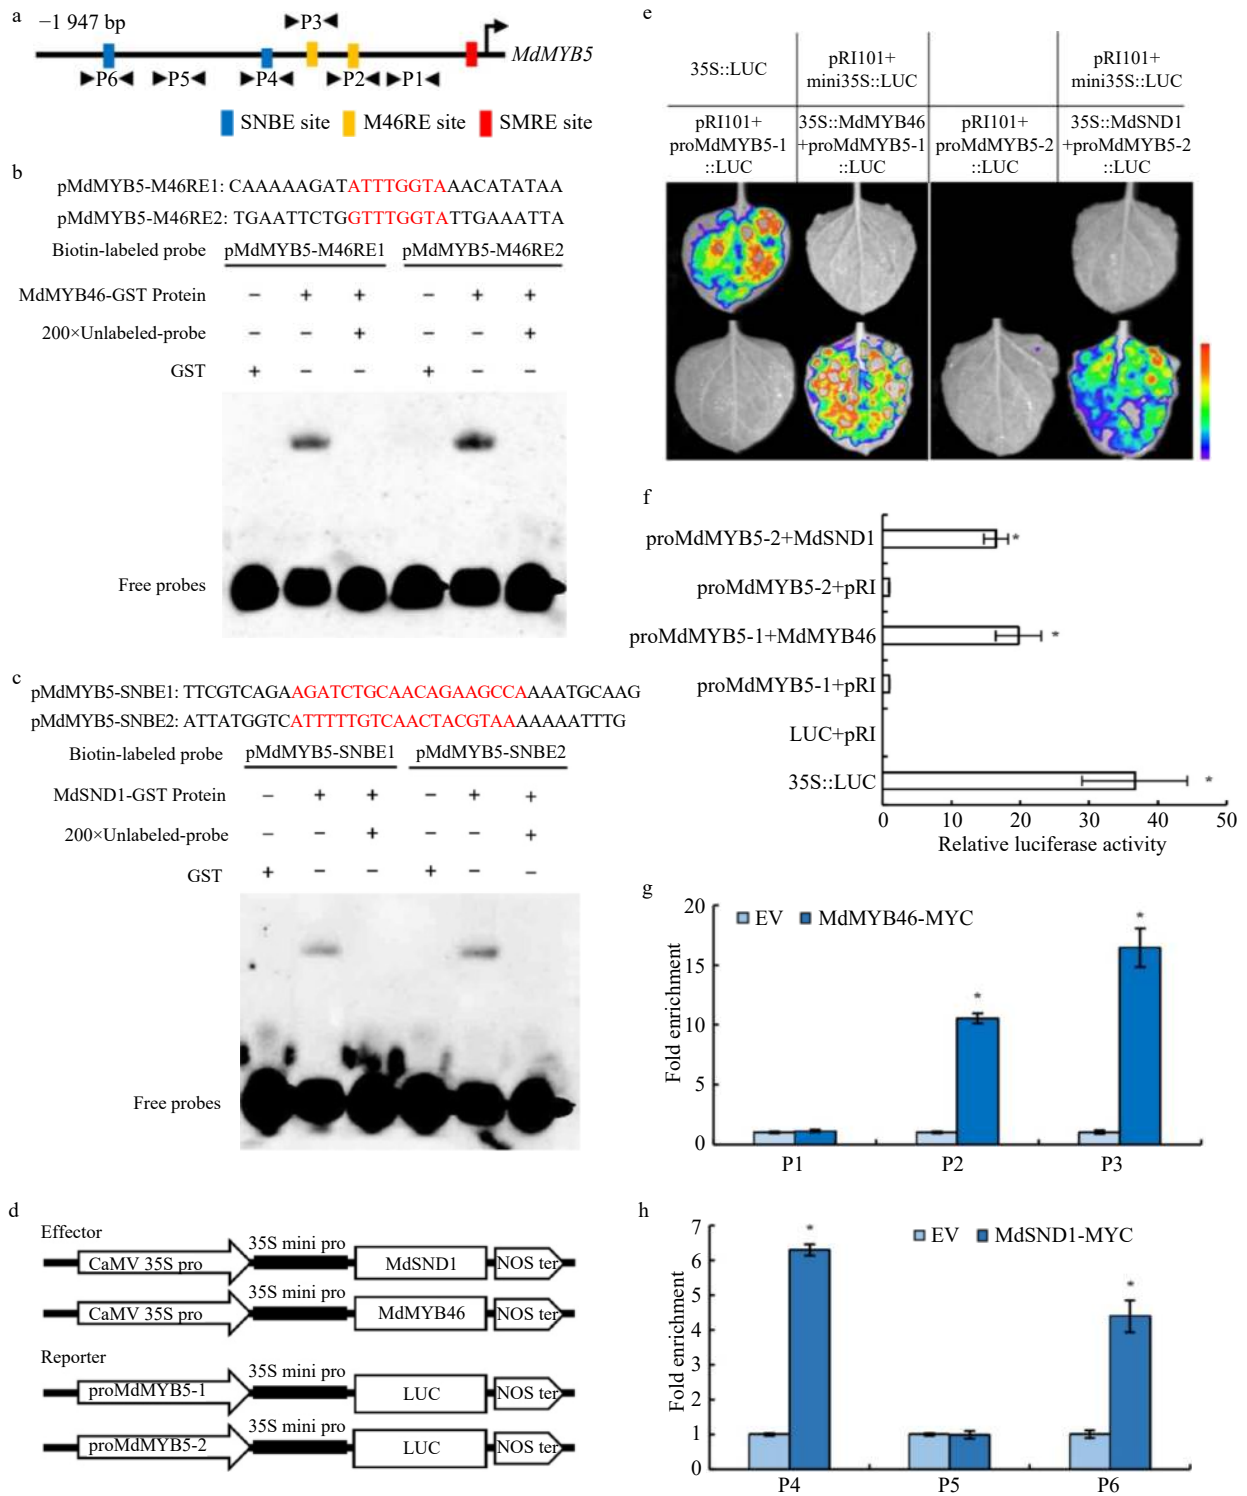 a
−1 947 bp
P3
MdMYB5
P6 P5 P4 P2 P1
SNBE site M46RE site SMRE site
b
pMdMYB5-M46RE1: CAAAAAGATATTTGGTAAACATATAA
pMdMYB5-M46RE2: TGAATTCTGGTTTGGTATTGAAATTA
Biotin-labeled probe pMdMYB5-M46RE1 pMdMYB5-M46RE2
MdMYB46-GST Protein − + + − + +
200×Unlabeled-probe − − + − − +
GST + − − + − −
Free probes
c
pMdMYB5-SNBE1: TTCGTCAGAAGATCTGCAACAGAAGCCAAAATGCAAG
pMdMYB5-SNBE2: ATTATGGTCATTTTTGTCAACTACGTAAAAAAATTTG
Biotin-labeled probe pMdMYB5-SNBE1 pMdMYB5-SNBE2
MdSND1-GST Protein − + + − + +
200×Unlabeled-probe − − + − − +
GST + − − + − −
Free probes
d
Effector
35S mini pro
CaMV 35S pro MdSND1 NOS ter
35S mini pro
CaMV 35S pro MdMYB46 NOS ter
Reporter
35S mini pro
proMdMYB5-1 LUC NOS ter
35S mini pro
proMdMYB5-2 LUC NOS ter
e
35S::LUC
pRI101+
mini35S::LUC
pRI101+
mini35S::LUC
pRI101+
proMdMYB5-1
::LUC
35S::MdMYB46
+proMdMYB5-1
::LUC
pRI101+
proMdMYB5-2
::LUC
35S::MdSND1
+proMdMYB5-2
::LUC
f
proMdMYB5-2+MdSND1 *
proMdMYB5-2+pRI
proMdMYB5-1+MdMYB46 *
proMdMYB5-1+pRI
LUC+pRI
35S::LUC *
0 10 20 30 40 50
Relative luciferase activity
g
EV MdMYB46-MYC
Fold enrichment
20
15
10
5
0
* *
P1 P2 P3
h
EV MdSND1-MYC
Fold enrichment
7
6
5
4
3
2
1
0
* *
P4 P5 P6